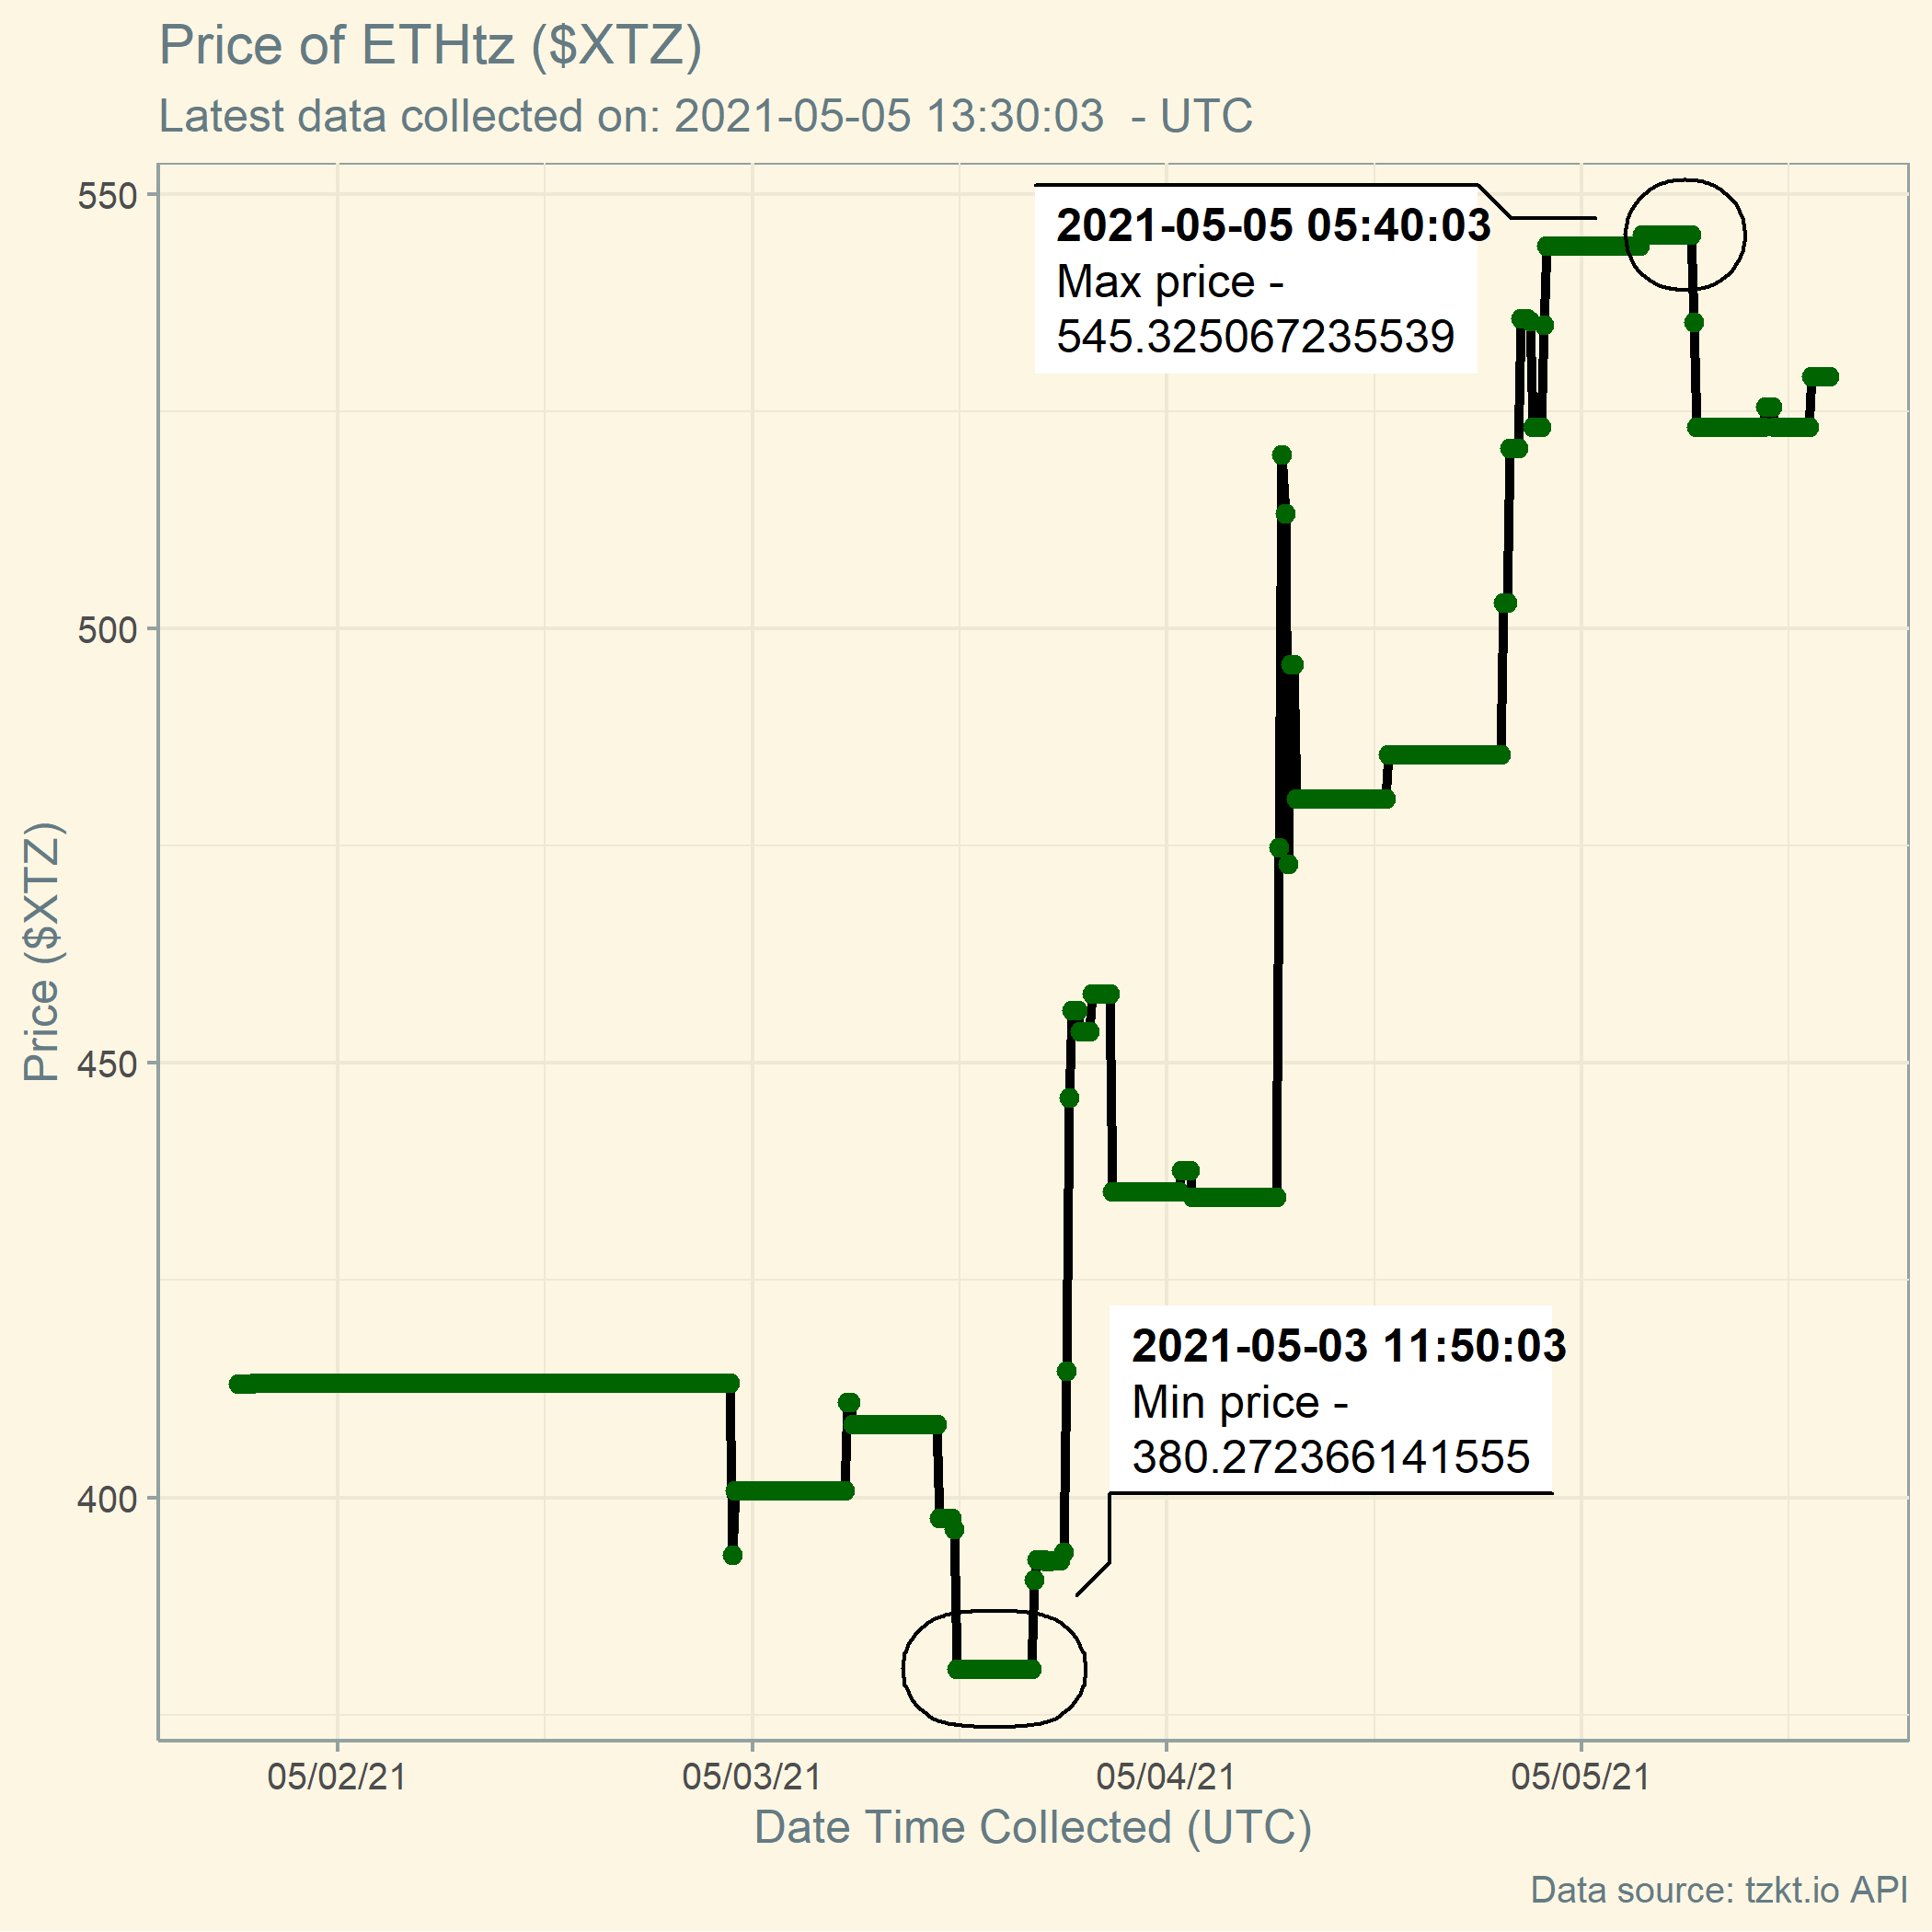 Price of ETHtz ($XTZ)
Latest data collected on: 2021-05-05 13:30:03  - UTC
550
500
450
400
Price ($XTZ)
2021-05-05 05:40:03
Max price -
545.325067235539
2021-05-03 11:50:03
Min price -
380.272366141555
05/02/21
05/03/21
05/04/21
05/05/21
Date Time Collected (UTC)
Data source: tzkt.io API